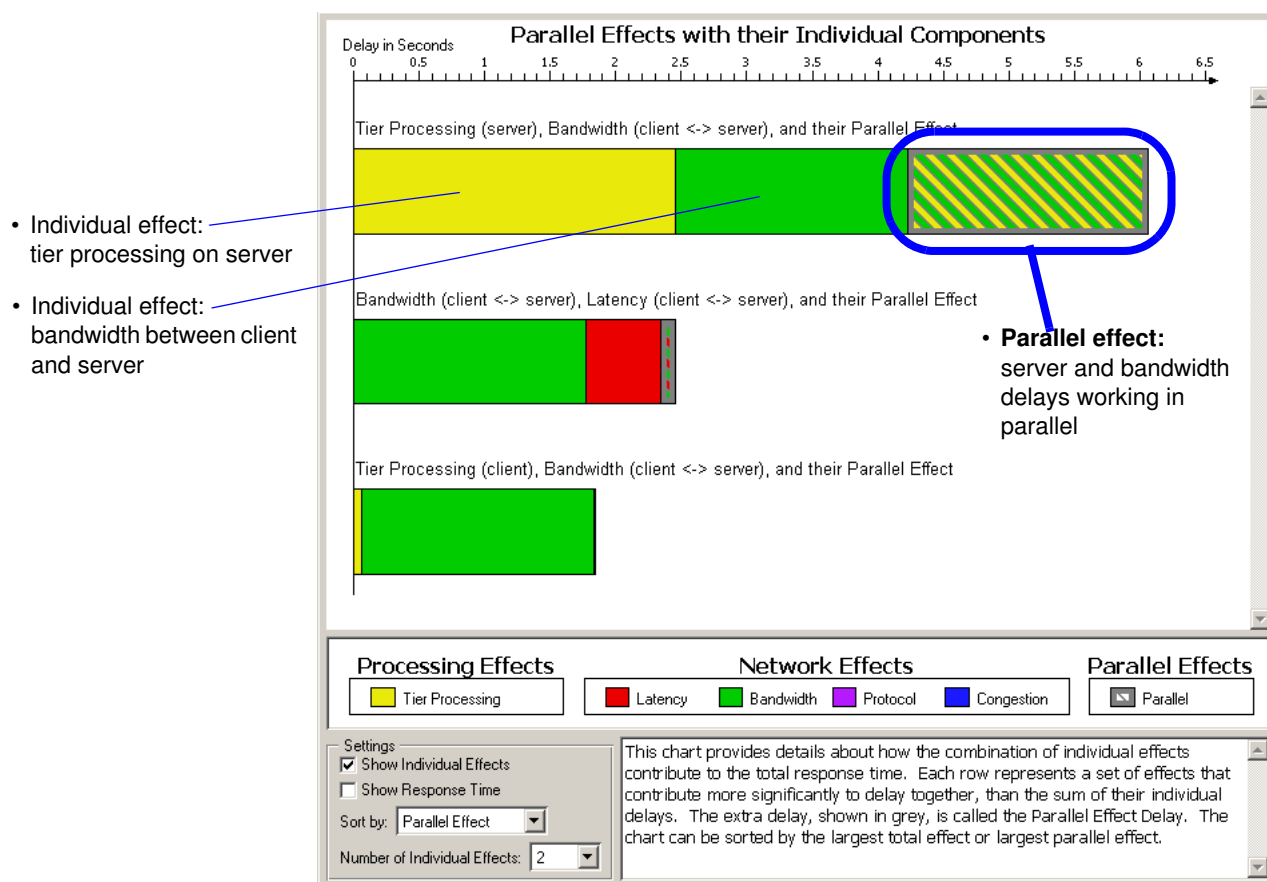 Parallel Effects with their Individual Components
Delay in Seconds
0 0.5 1 1.5 2 2.5 3 3.5 4 4.5 5 5.5 6 6.5
Tier Processing (server), Bandwidth (client <-> server), and their Parallel Effect
• Individual effect:
tier processing on server
• Individual effect:
bandwidth between client
and server
Bandwidth (client <-> server), Latency (client <-> server), and their Parallel Effect
• Parallel effect:
server and bandwidth
delays working in
parallel
Tier Processing (client), Bandwidth (client <-> server), and their Parallel Effect
Processing Effects
Tier Processing
Network Effects
Latency Bandwidth Protocol Congestion
Parallel Effects
Parallel
Settings
Show Individual Effects
Show Response Time
Sort by: Parallel Effect
Number of Individual Effects: 2
This chart provides details about how the combination of individual effects
contribute to the total response time. Each row represents a set of effects that
contribute more significantly to delay together, than the sum of their individual
delays. The extra delay, shown in grey, is called the Parallel Effect Delay. The
chart can be sorted by the largest total effect or largest parallel effect.